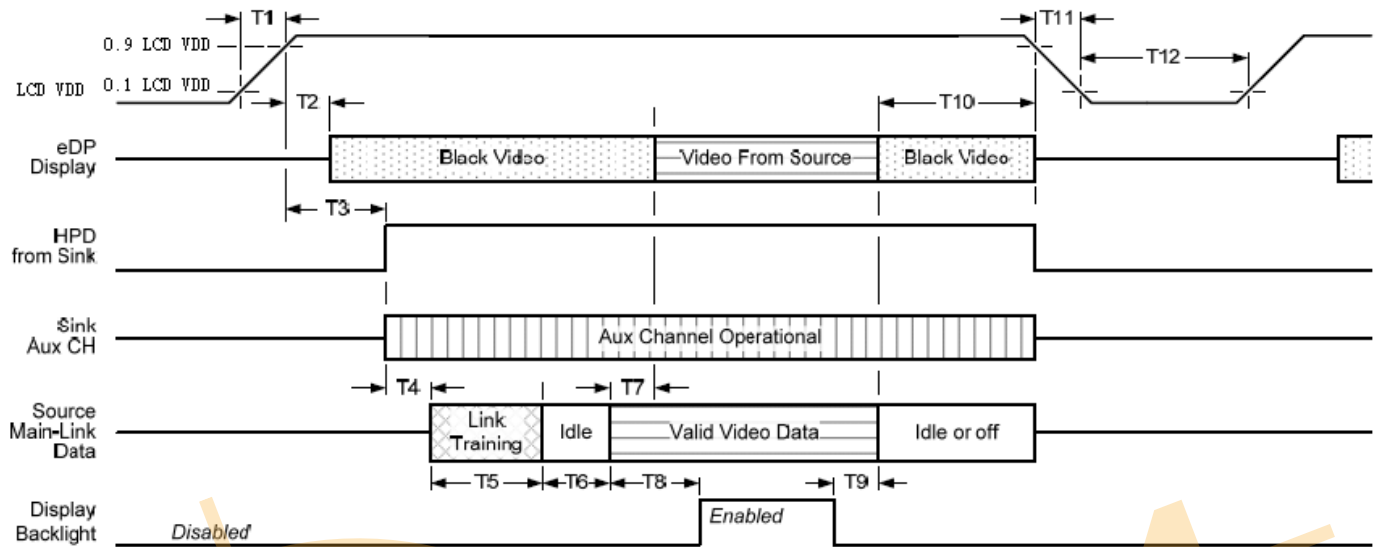 T1
T11
0.9 LCD VDD
T12
LCD VDD
0.1 LCD VDD
T2
T10
eDP
Display
Black Video
Video From Source
Black Video
T3
HPD
from Sink
Sink
Aux CH
Aux Channel Operational
T4
T7
Source
Main-Link
Data
Link
Training
Idle
Valid Video Data
Idle or off
T5
T6
T8
T9
Display
Backlight
Disabled
Enabled